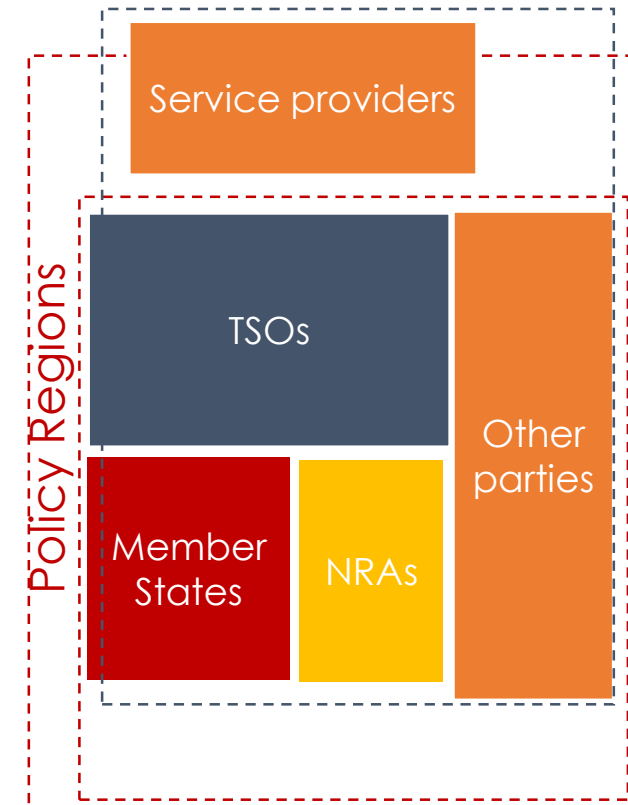 Service providers
Policy Regions
TSOs
Other
parties
Member
States
NRAs